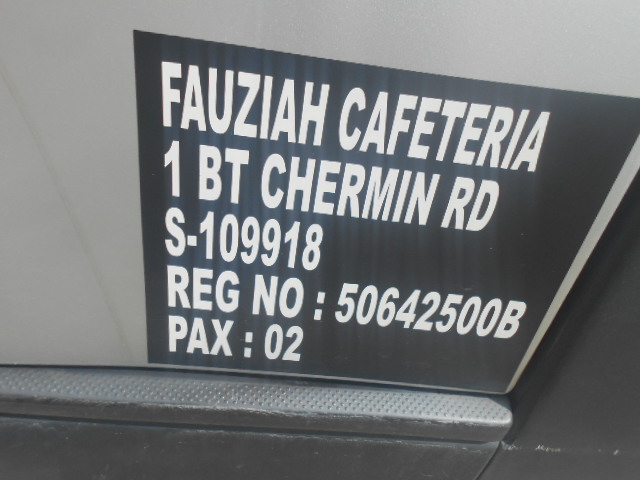 FAUZIAH CAFETERIA
1 BT CHERMIN RD
S-109918
REG NO : 50642500B
PAX : 02